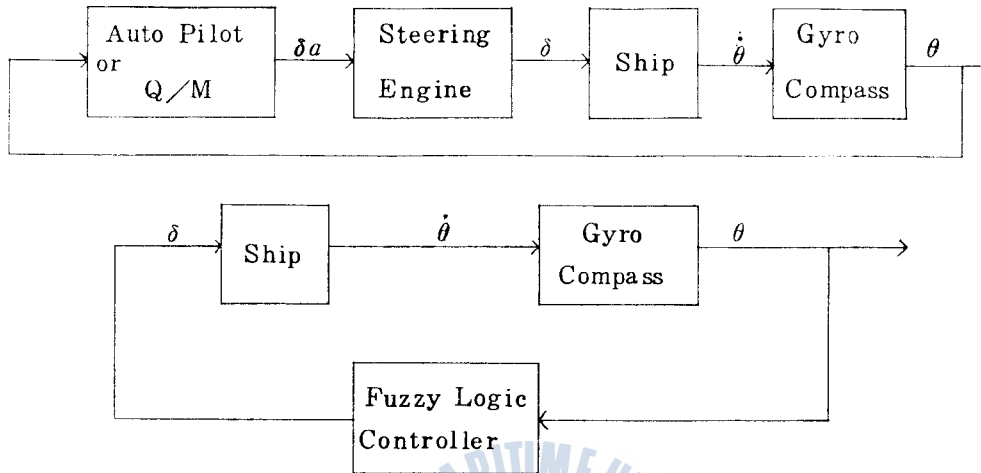 Auto Pilot
or
Q/M
δa
Steering
Engine
δ
Ship
θ̇
Gyro
Compass
θ
δ
Ship
θ̇
Gyro
Compass
θ
Fuzzy Logic
Controller